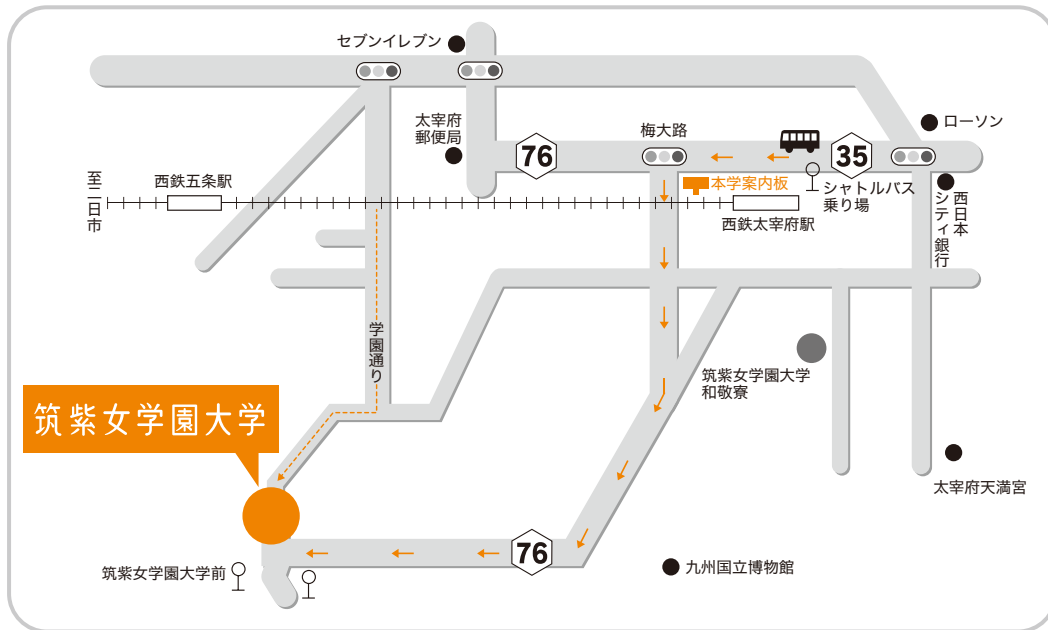 セブンイレブン
太宰府
郵便局
76
梅大路
35
ローソン
至二日市
西鉄五条駅
本学案内板
シャトルバス
乗り場
西鉄太宰府駅
西日本
シティ銀行
学園通り
筑紫女学園大学
和敬寮
筑紫女学園大学
太宰府天満宮
76
筑紫女学園大学前
九州国立博物館